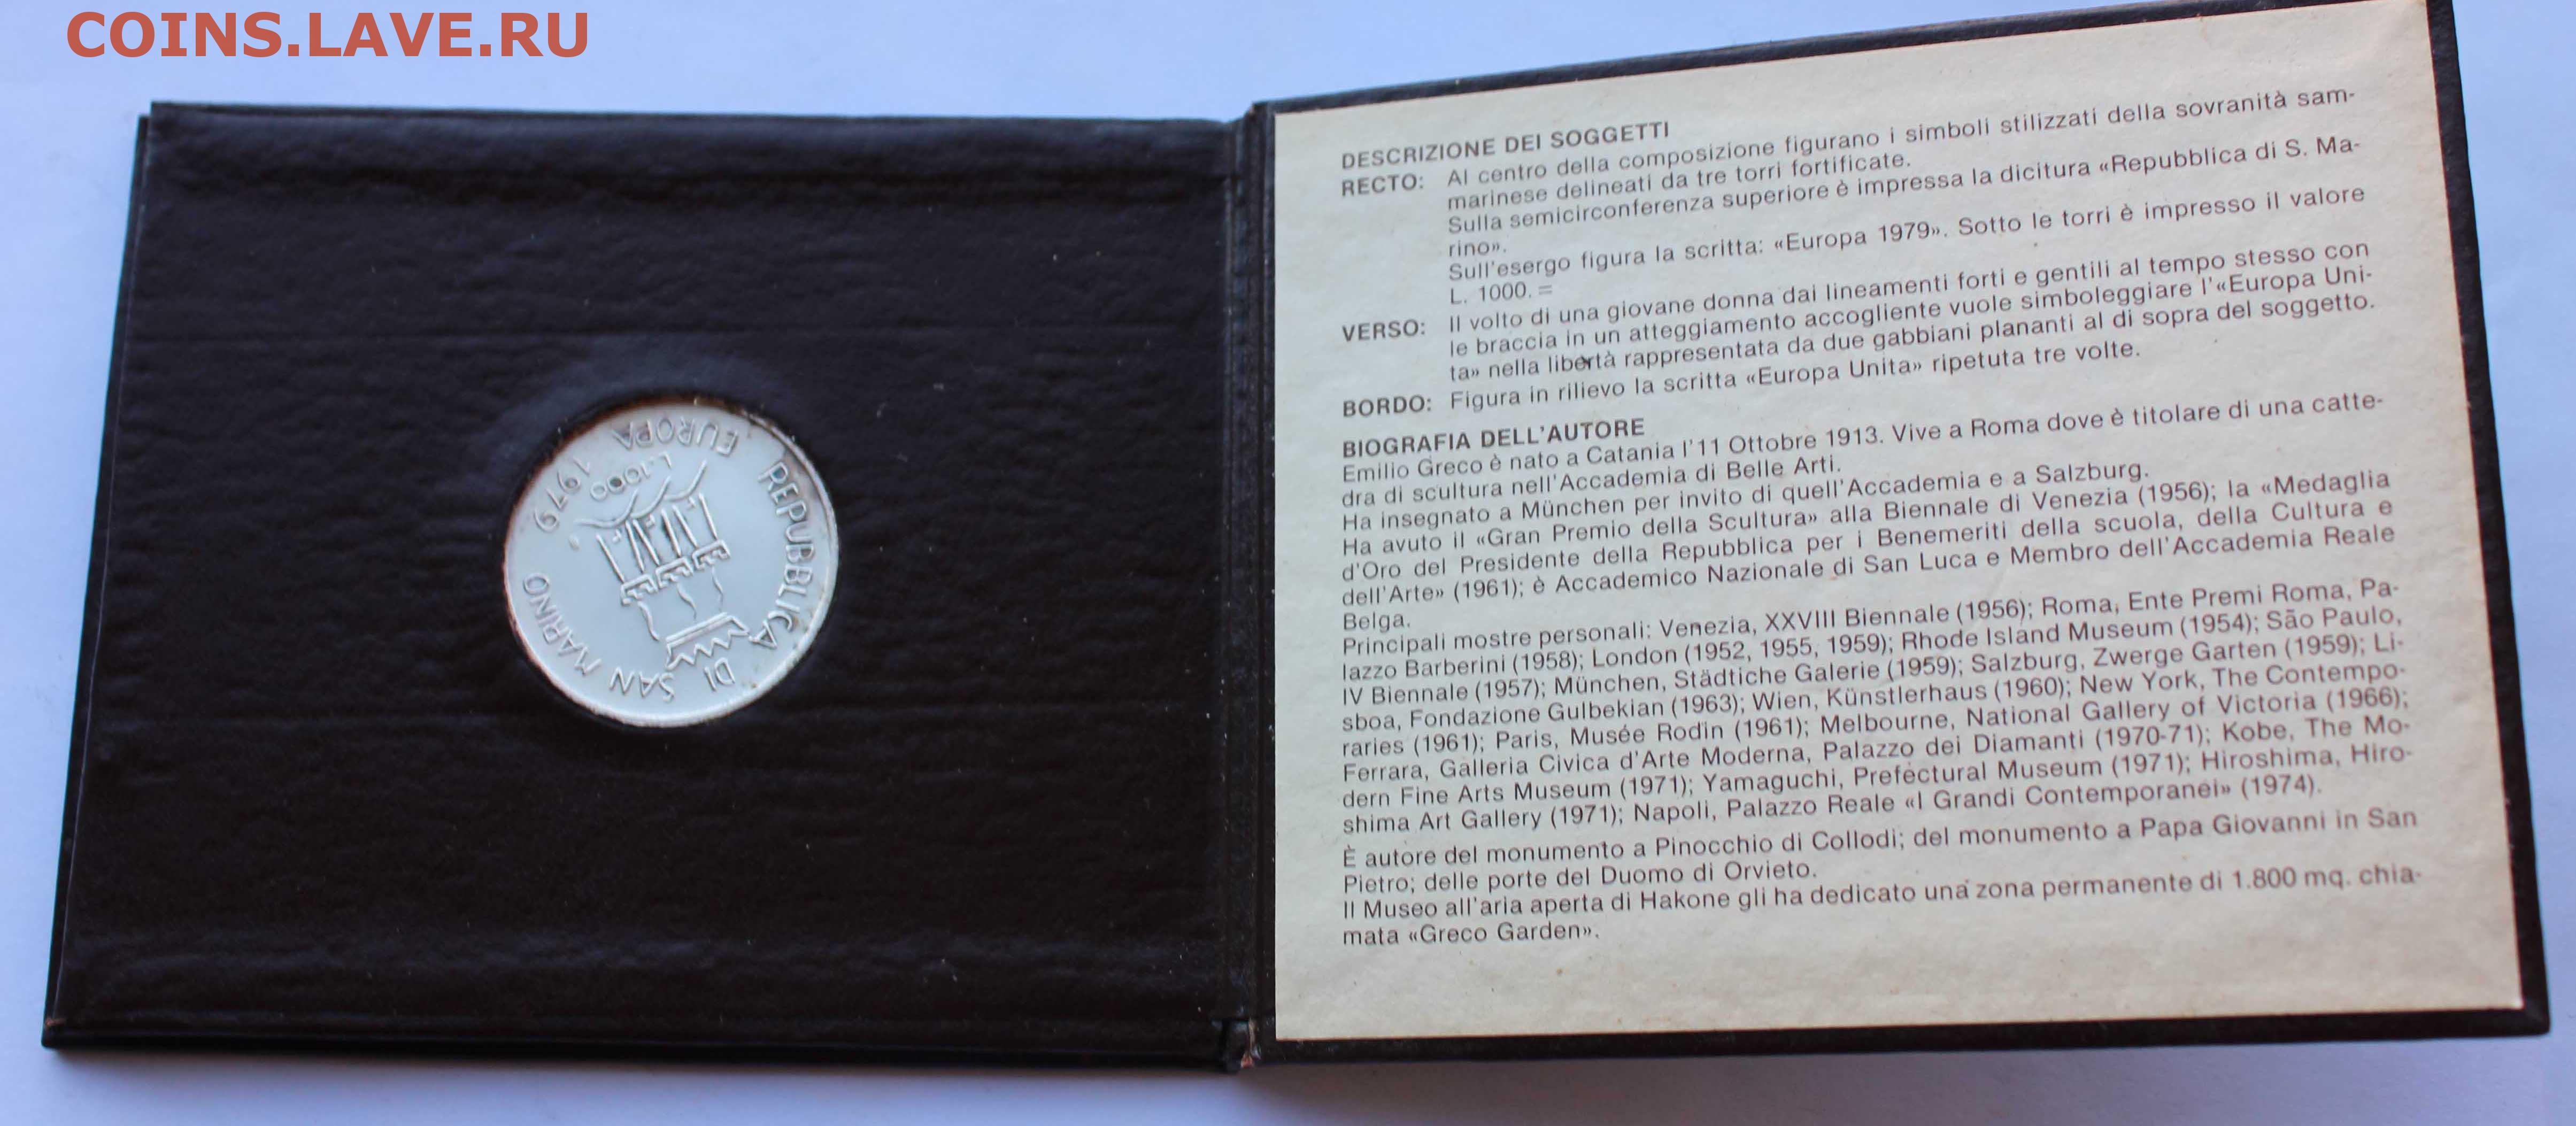 COINS.LAVE.RU
REPUBBLICA DI SAN MARINO
EUROPA 1979
L.1000
DESCRIZIONE DEI SOGGETTI
RECTO: Al centro della composizione figurano i simboli stilizzati della sovranità sam-
marinese delineati da tre torri fortificate.
Sulla semicirconferenza superiore è impressa la dicitura «Repubblica di S. Ma-
rino».
Sull'esergo figura la scritta: «Europa 1979». Sotto le torri è impresso il valore
L. 1000.=
VERSO: Il volto di una giovane donna dai lineamenti forti e gentili al tempo stesso con
le braccia in un atteggiamento accogliente vuole simboleggiare l'«Europa Uni-
ta» nella libertà rappresentata da due gabbiani plananti al di sopra del soggetto.
BORDO: Figura in rilievo la scritta «Europa Unita» ripetuta tre volte.
BIOGRAFIA DELL'AUTORE
Emilio Greco è nato a Catania l'11 Ottobre 1913. Vive a Roma dove è titolare di una catte-
dra di scultura nell'Accademia di Belle Arti.
Ha insegnato a München per invito di quell'Accademia e a Salzburg.
Ha avuto il «Gran Premio della Scultura» alla Biennale di Venezia (1956); la «Medaglia
d'Oro del Presidente della Repubblica per i Benemeriti della scuola, della Cultura e
dell'Arte» (1961); è Accademico Nazionale di San Luca e Membro dell'Accademia Reale
Belga.
Principali mostre personali: Venezia, XXVIII Biennale (1956); Roma, Ente Premi Roma, Pa-
lazzo Barberini (1958); London (1952, 1955, 1959); Rhode Island Museum (1954); São Paulo,
IV Biennale (1957); München, Städtiche Galerie (1959); Salzburg, Zwerge Garten (1959); Li-
sboa, Fondazione Gulbekian (1963); Wien, Künstlerhaus (1960); New York, The Contempo-
raries (1961); Paris, Musée Rodin (1961); Melbourne, National Gallery of Victoria (1966);
Ferrara, Galleria Civica d'Arte Moderna, Palazzo dei Diamanti (1970-71); Kobe, The Mo-
dern Fine Arts Museum (1971); Yamaguchi, Prefectural Museum (1971); Hiroshima, Hiro-
shima Art Gallery (1971); Napoli, Palazzo Reale «I Grandi Contemporanei» (1974).
È autore del monumento a Pinocchio di Collodi; del monumento a Papa Giovanni in San
Pietro; delle porte del Duomo di Orvieto.
Il Museo all'aria aperta di Hakone gli ha dedicato una zona permanente di 1.800 mq. chia-
mata «Greco Garden».